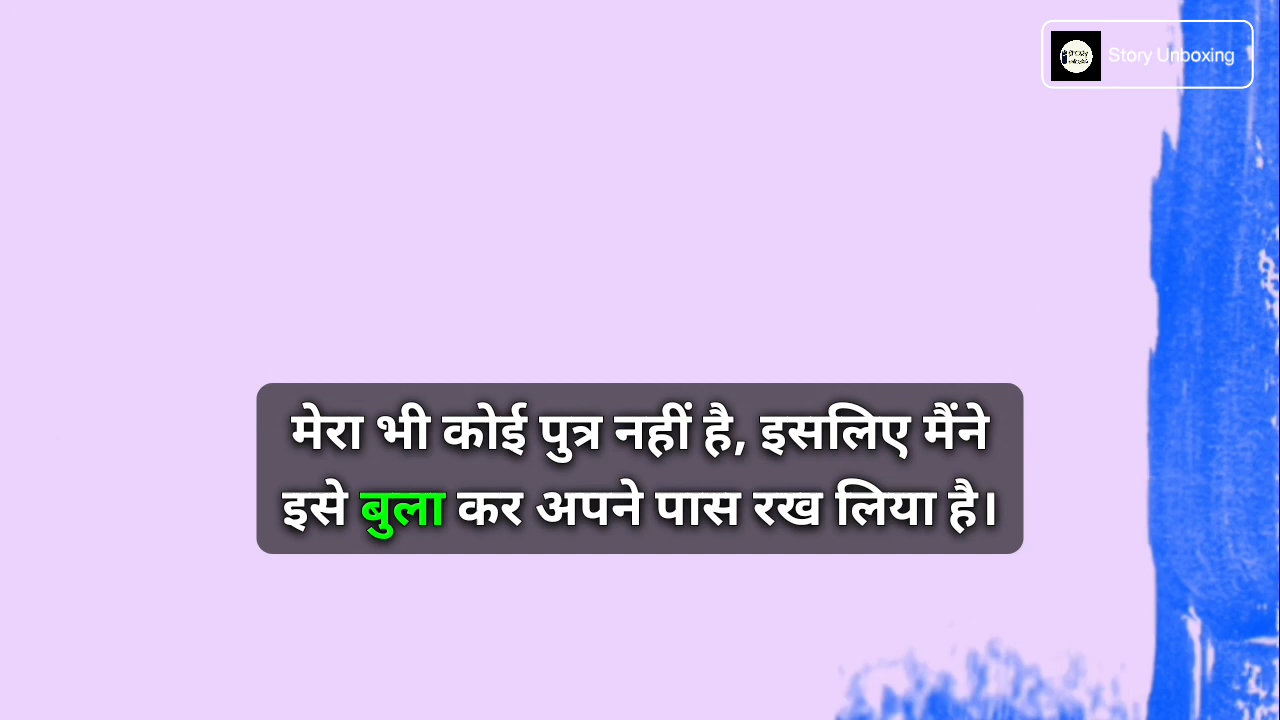 Story Unboxing
मेरा भी कोई पुत्र नहीं है, इसलिए मैंने
इसे बुला कर अपने पास रख लिया है।